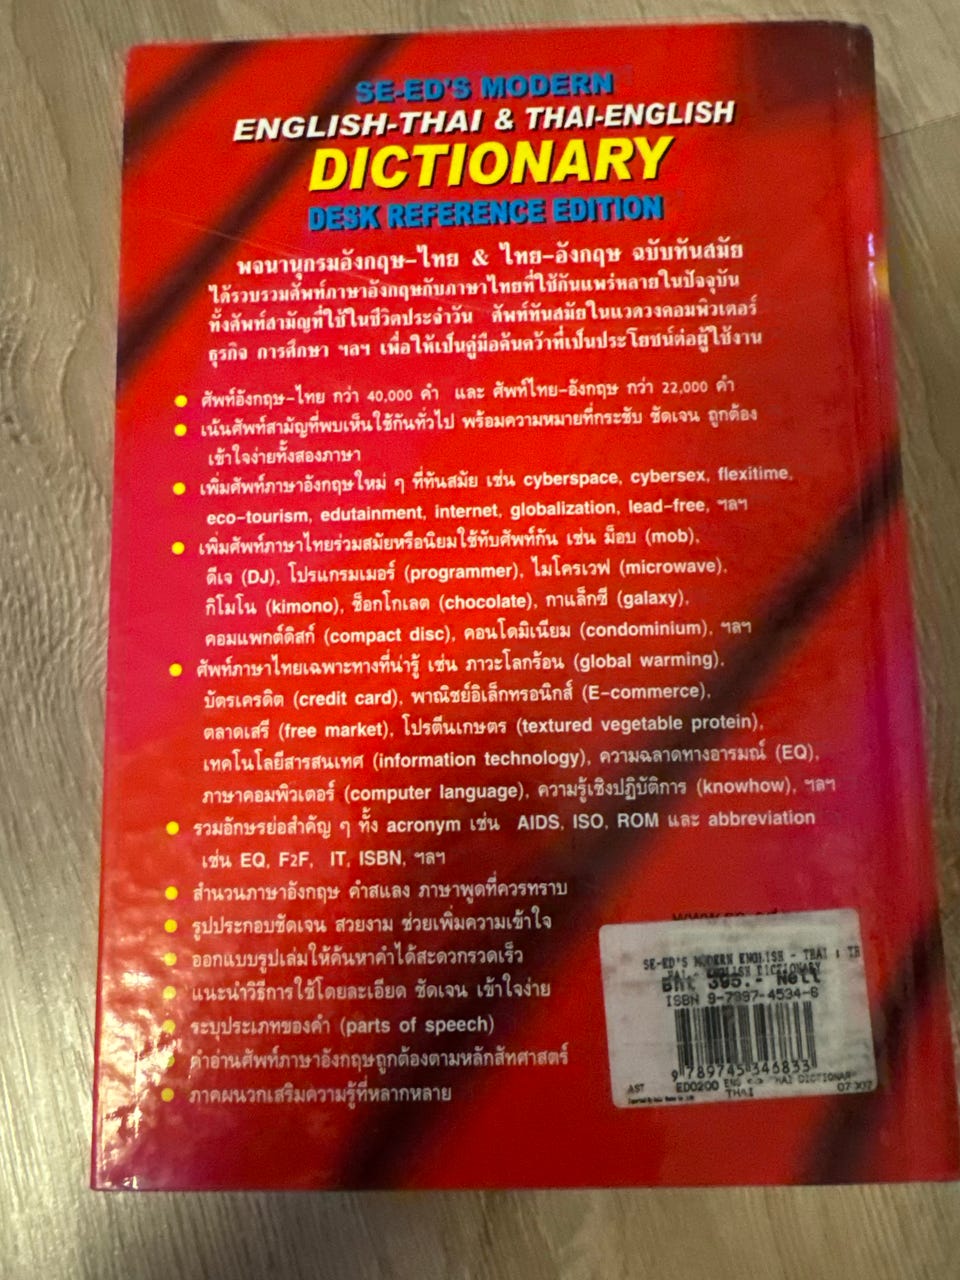 SE-ED'S MODERN
ENGLISH-THAI & THAI-ENGLISH
DICTIONARY
DESK REFERENCE EDITION
พจนานุกรมอังกฤษ-ไทย & ไทย-อังกฤษ ฉบับทันสมัย
ได้รวบรวมศัพท์ภาษาอังกฤษกับภาษาไทยที่ใช้กันแพร่หลายในปัจจุบัน
ทั้งศัพท์สามัญที่ใช้ในชีวิตประจำวัน ศัพท์ทันสมัยในแวดวงคอมพิวเตอร์
ธุรกิจ การศึกษา ฯลฯ เพื่อให้เป็นคู่มือค้นคว้าที่เป็นประโยชน์ต่อผู้ใช้งาน
● ศัพท์อังกฤษ-ไทย กว่า 40,000 คำ และ ศัพท์ไทย-อังกฤษ กว่า 22,000 คำ
● เน้นศัพท์สามัญที่พบเห็นใช้กันทั่วไป พร้อมความหมายที่กระชับ ชัดเจน ถูกต้อง
เข้าใจง่ายทั้งสองภาษา
● เพิ่มศัพท์ภาษาอังกฤษใหม่ ๆ ที่ทันสมัย เช่น cyberspace, cybersex, flexitime,
eco-tourism, edutainment, internet, globalization, lead-free, ฯลฯ
● เพิ่มศัพท์ภาษาไทยร่วมสมัยหรือนิยมใช้ทับศัพท์กัน เช่น ม็อบ (mob),
ดีเจ (DJ), โปรแกรมเมอร์ (programmer), ไมโครเวฟ (microwave),
กิโมโน (kimono), ช็อกโกเลต (chocolate), กาแล็กซี (galaxy),
คอมแพกต์ดิสก์ (compact disc), คอนโดมิเนียม (condominium), ฯลฯ
● ศัพท์ภาษาไทยเฉพาะทางที่น่ารู้ เช่น ภาวะโลกร้อน (global warming),
บัตรเครดิต (credit card), พาณิชย์อิเล็กทรอนิกส์ (E-commerce),
ตลาดเสรี (free market), โปรตีนเกษตร (textured vegetable protein),
เทคโนโลยีสารสนเทศ (information technology), ความฉลาดทางอารมณ์ (EQ),
ภาษาคอมพิวเตอร์ (computer language), ความรู้เชิงปฏิบัติการ (knowhow), ฯลฯ
● รวมอักษรย่อสำคัญ ๆ ทั้ง acronym เช่น AIDS, ISO, ROM และ abbreviation
เช่น EQ, F2F, IT, ISBN, ฯลฯ
● สำนวนภาษาอังกฤษ คำสแลง ภาษาพูดที่ควรทราบ
● รูปประกอบชัดเจน สวยงาม ช่วยเพิ่มความเข้าใจ
● ออกแบบรูปเล่มให้ค้นหาคำได้สะดวกรวดเร็ว
● แนะนำวิธีการใช้โดยละเอียด ชัดเจน เข้าใจง่าย
● ระบุประเภทของคำ (parts of speech)
● คำอ่านศัพท์ภาษาอังกฤษถูกต้องตามหลักสัทศาสตร์
● ภาคผนวกเสริมความรู้ที่หลากหลาย
SE-ED'S MODERN ENGLISH - THAI : TH
AI - ENGLISH DICTIONARY
Bht 395.- Nett
ISBN 9-7897-4534-6
9 789745 346833
AST ED0200 ENG THAI DICTIONAR 07:307
THAI